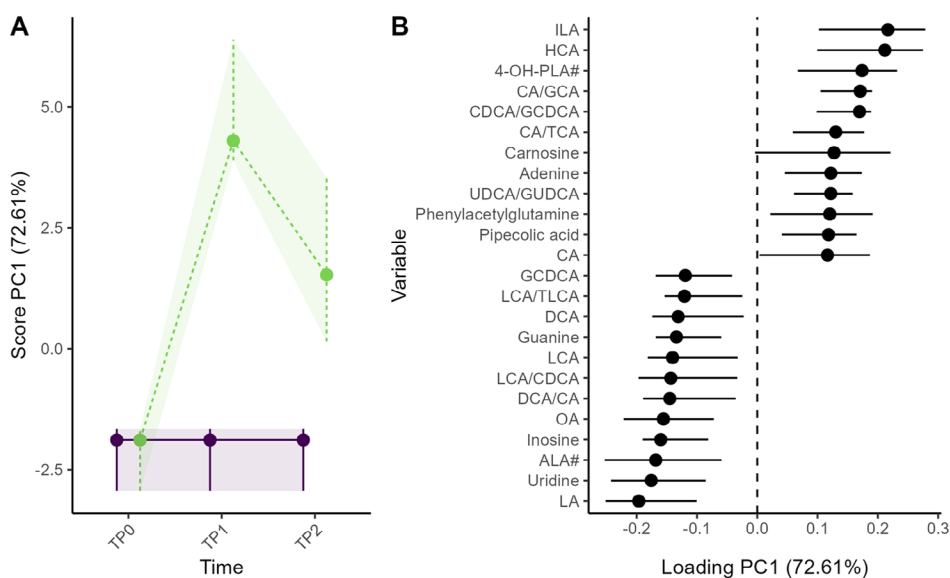 A
Score PC1 (72.61%)
5.0
2.5
0.0
-2.5
TP0
TP1
TP2
Time
B
Variable
ILA
HCA
4-OH-PLA#
CA/GCA
CDCA/GCDCA
CA/TCA
Carnosine
Adenine
UDCA/GUDCA
Phenylacetylglutamine
Pipecolic acid
CA
GCDCA
LCA/TLCA
DCA
Guanine
LCA
LCA/CDCA
DCA/CA
OA
Inosine
ALA#
Uridine
LA
-0.2
-0.1
0.0
0.1
0.2
0.3
Loading PC1 (72.61%)